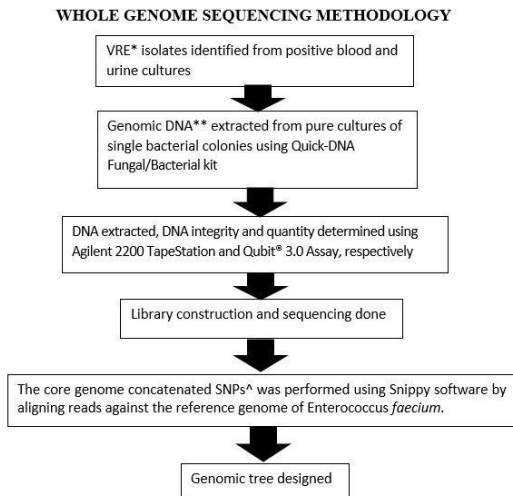 WHOLE GENOME SEQUENCING METHODOLOGY
VRE* isolates identified from positive blood and
urine cultures
Genomic DNA** extracted from pure cultures of
single bacterial colonies using Quick-DNA
Fungal/Bacterial kit
DNA extracted, DNA integrity and quantity determined using
Agilent 2200 TapeStation and Qubit® 3.0 Assay, respectively
Library construction and sequencing done
The core genome concatenated SNPs^ was performed using Snippy software by
aligning reads against the reference genome of Enterococcus faecium.
Genomic tree designed